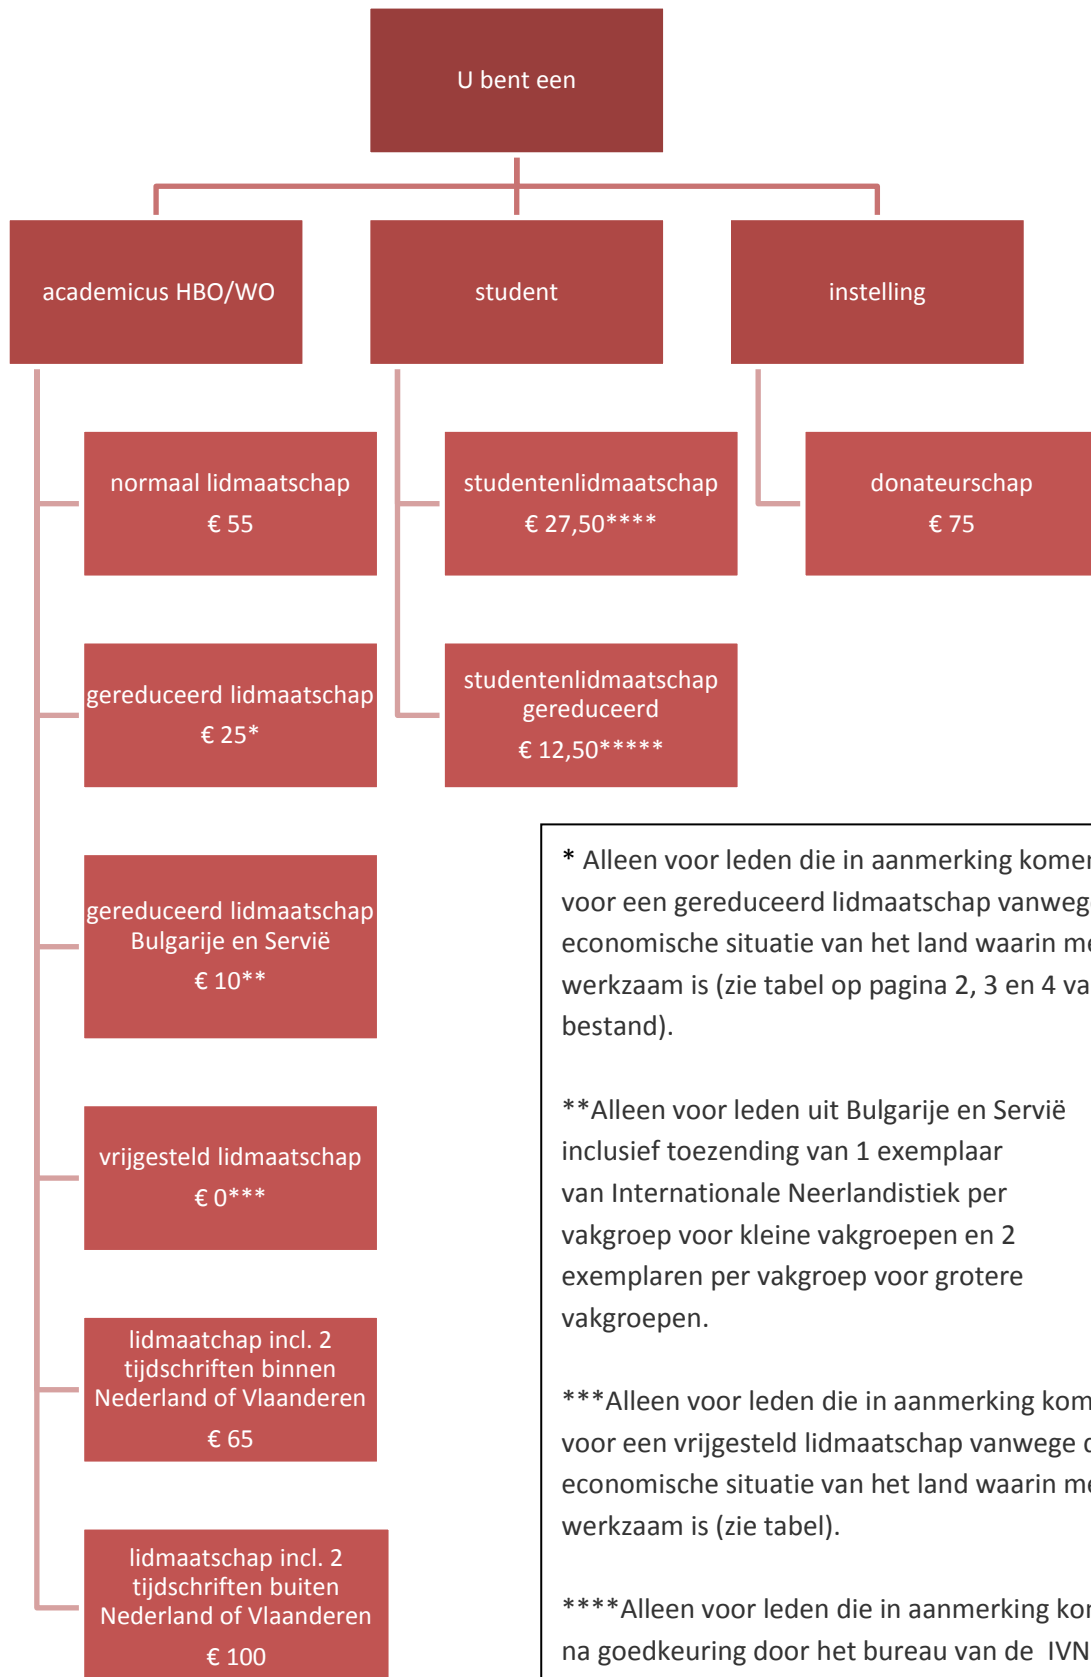 U bent een
academicus HBO/WO
student
instelling
normaal lidmaatschap
€ 55
studentenlidmaatschap
€ 27,50****
donateurschap
€ 75
gereduceerd lidmaatschap
€ 25*
studentenlidmaatschap
gereduceerd
€ 12,50*****
gereduceerd lidmaatschap
Bulgarije en Servië
€ 10**
vrijgesteld lidmaatschap
€ 0***
lidmaatchap incl. 2
tijdschriften binnen
Nederland of Vlaanderen
€ 65
lidmaatschap incl. 2
tijdschriften buiten
Nederland of Vlaanderen
€ 100
* Alleen voor leden die in aanmerking
voor een gereduceerd lidmaatschap
economische situatie van het land waarin
werkzaam is (zie tabel op pagina 2, 3 en 4
bestand).
**Alleen voor leden uit Bulgarije en Servië
inclusief toezending van 1 exemplaar
van Internationale Neerlandistiek per
vakgroep voor kleine vakgroepen en 2
exemplaren per vakgroep voor grotere
vakgroepen.
***Alleen voor leden die in aanmerking
voor een vrijgesteld lidmaatschap vanwege
economische situatie van het land waarin
werkzaam is (zie tabel).
****Alleen voor leden die in aanmerking
na goedkeuring door het bureau van de IVN